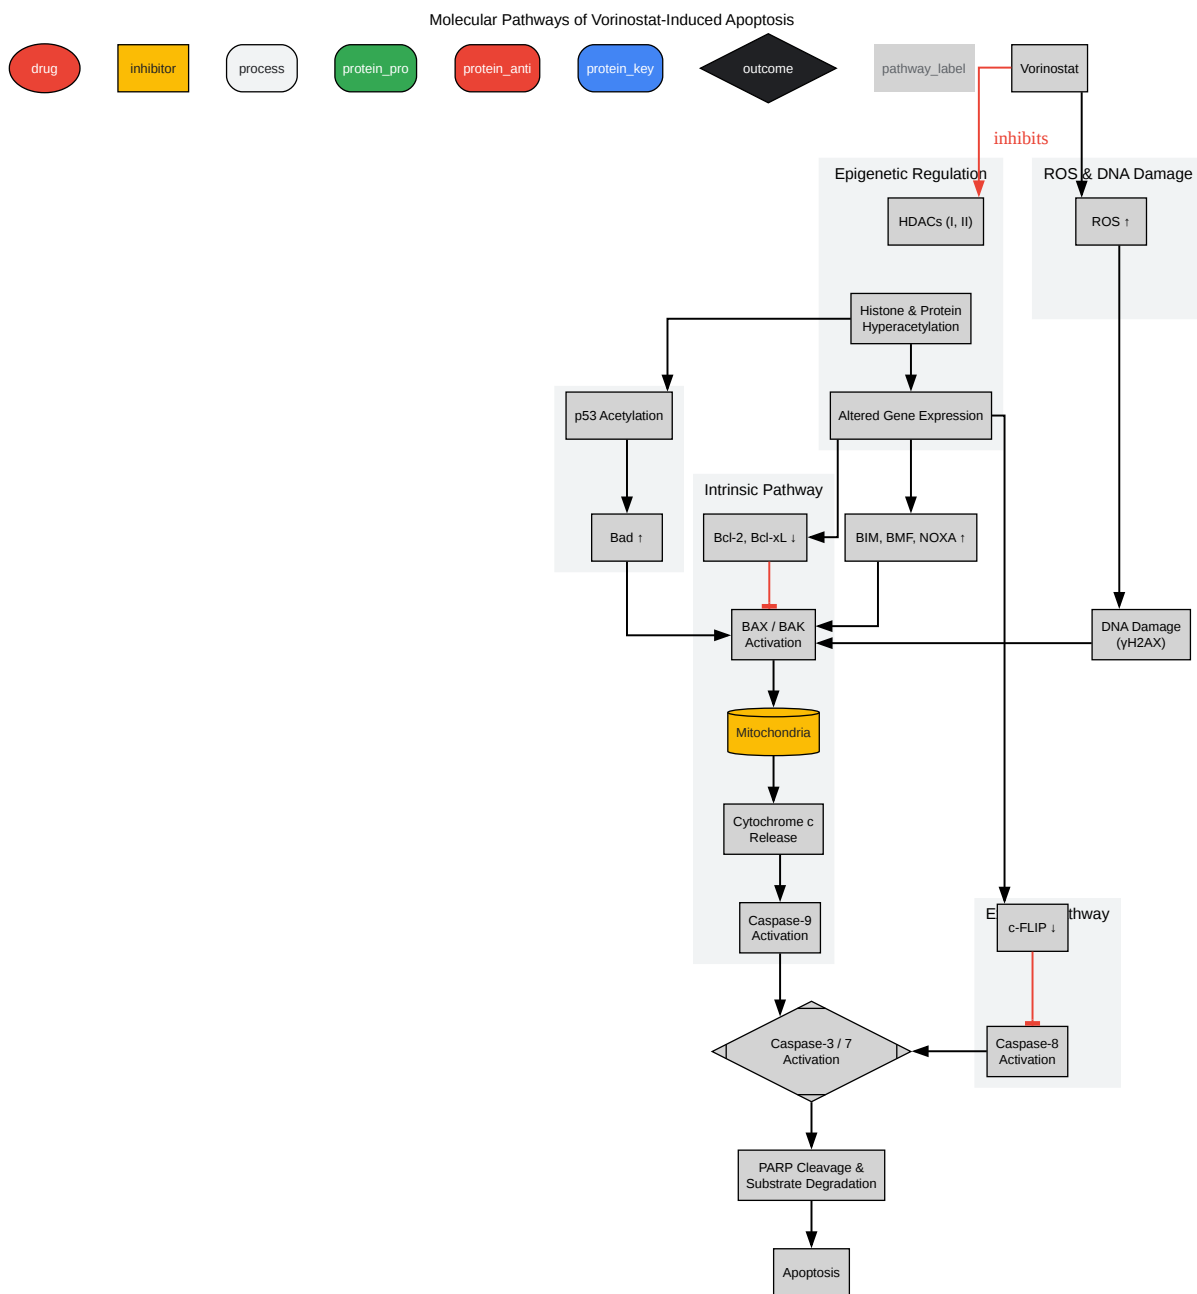 Molecular Pathways of Vorinostat-Induced Apoptosis
drug
inhibitor
process
protein_pro
protein_anti
protein_key
outcome
pathway_label
Vorinostat
inhibits
Epigenetic Regulation
ROS & DNA Damage
HDACs (I, II)
ROS ↑
Histone & Protein
Hyperacetylation
p53 Acetylation
Altered Gene Expression
Intrinsic Pathway
Bad ↑
Bcl-2, Bcl-xL ↓
BIM, BMF, NOXA ↑
BAX / BAK
Activation
DNA Damage
(γH2AX)
Mitochondria
Cytochrome c
Release
Caspase-9
Activation
c-FLIP ↓
Caspase-3 / 7
Activation
Caspase-8
Activation
PARP Cleavage &
Substrate Degradation
Apoptosis